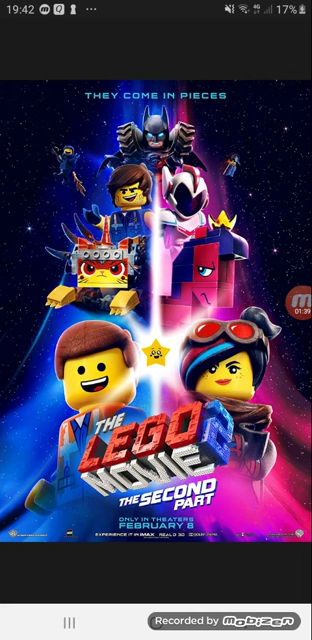 19:42
4G
17%
THEY COME IN PIECES
01:39
THE
LEGO
MOVIE 2
THE SECOND
PART
ONLY IN THEATERS
FEBRUARY 8
EXPERIENCE IT IN IMAX REALD 3D
Recorded by mobizen